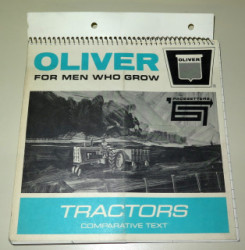 OLIVER
OLIVER
FOR MEN WHO GROW
PACESETTERS
TRACTORS
COMPARATIVE TEXT